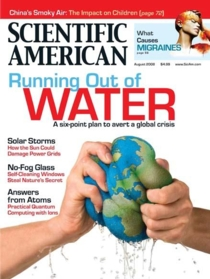 China's Smoky Air: The Impact on Children [page 72]
SCIENTIFIC
AMERICAN
What
Causes
MIGRAINES
August 2008
$4.99
www.SciAm.com
Running Out of
WATER
A six-point plan to avert a global crisis
Solar Storms
How the Sun Could
Damage Power Grids
No-Fog Glass
Self-Cleaning Windows
Steal Nature's Secret
Answers
from Atoms
Practical Quantum
Computing with Ions